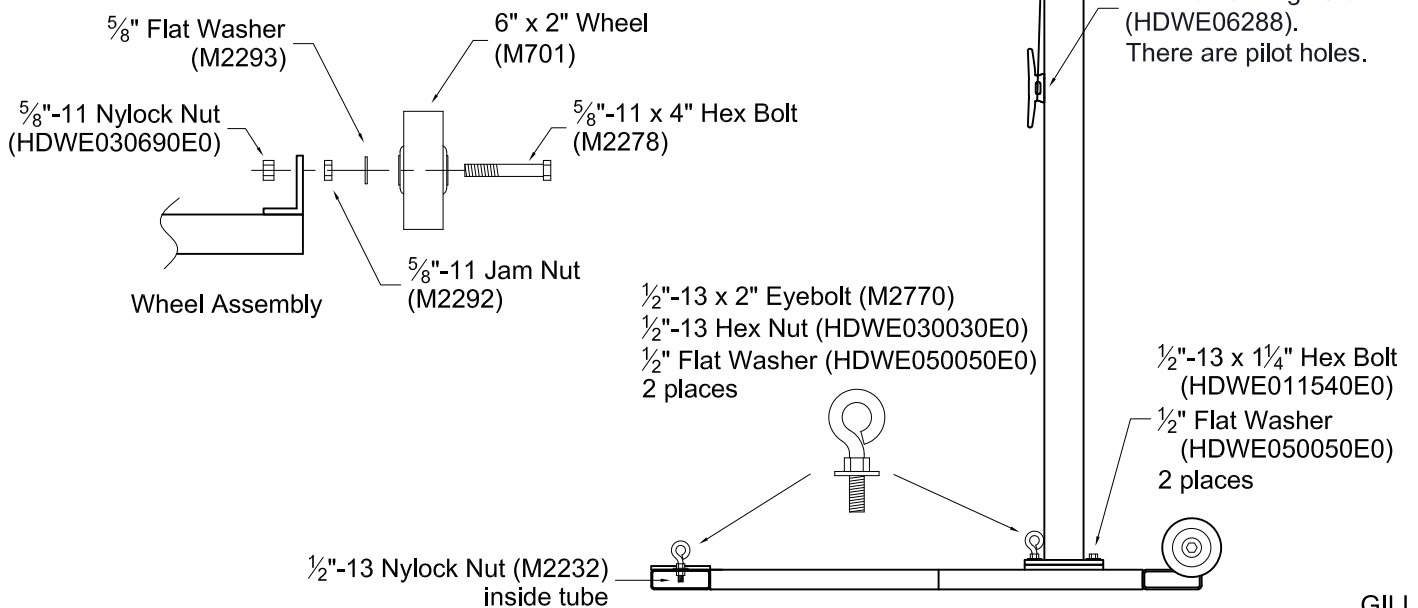 (HDWE06288).
There are pilot holes.
⅝" Flat Washer
(M2293)
6" x 2" Wheel
(M701)
⅝"-11 Nylock Nut
(HDWE030690E0)
⅝"-11 x 4" Hex Bolt
(M2278)
⅝"-11 Jam Nut
(M2292)
Wheel Assembly
½"-13 x 2" Eyebolt (M2770)
½"-13 Hex Nut (HDWE030030E0)
½" Flat Washer (HDWE050050E0)
2 places
½"-13 x 1¼" Hex Bolt
(HDWE011540E0)
½" Flat Washer
(HDWE050050E0)
2 places
½"-13 Nylock Nut (M2232)
inside tube